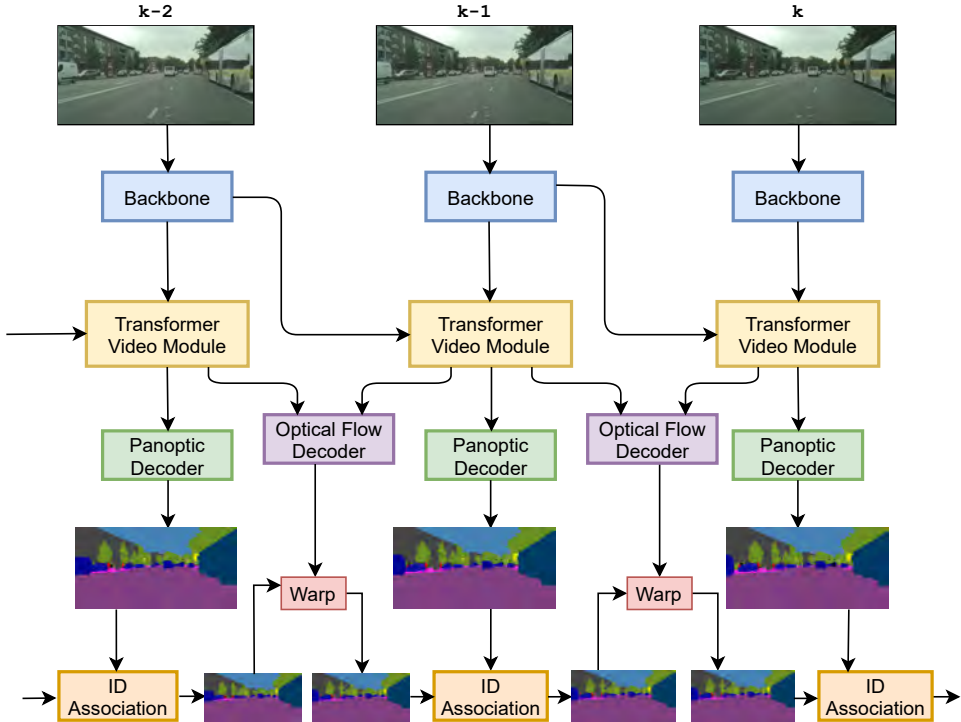 k-2
k-1
k
Backbone
Backbone
Backbone
Transformer
Video Module
Transformer
Video Module
Transformer
Video Module
Panoptic
Decoder
Optical Flow
Decoder
Panoptic
Decoder
Optical Flow
Decoder
Panoptic
Decoder
Warp
Warp
ID
Association
ID
Association
ID
Association